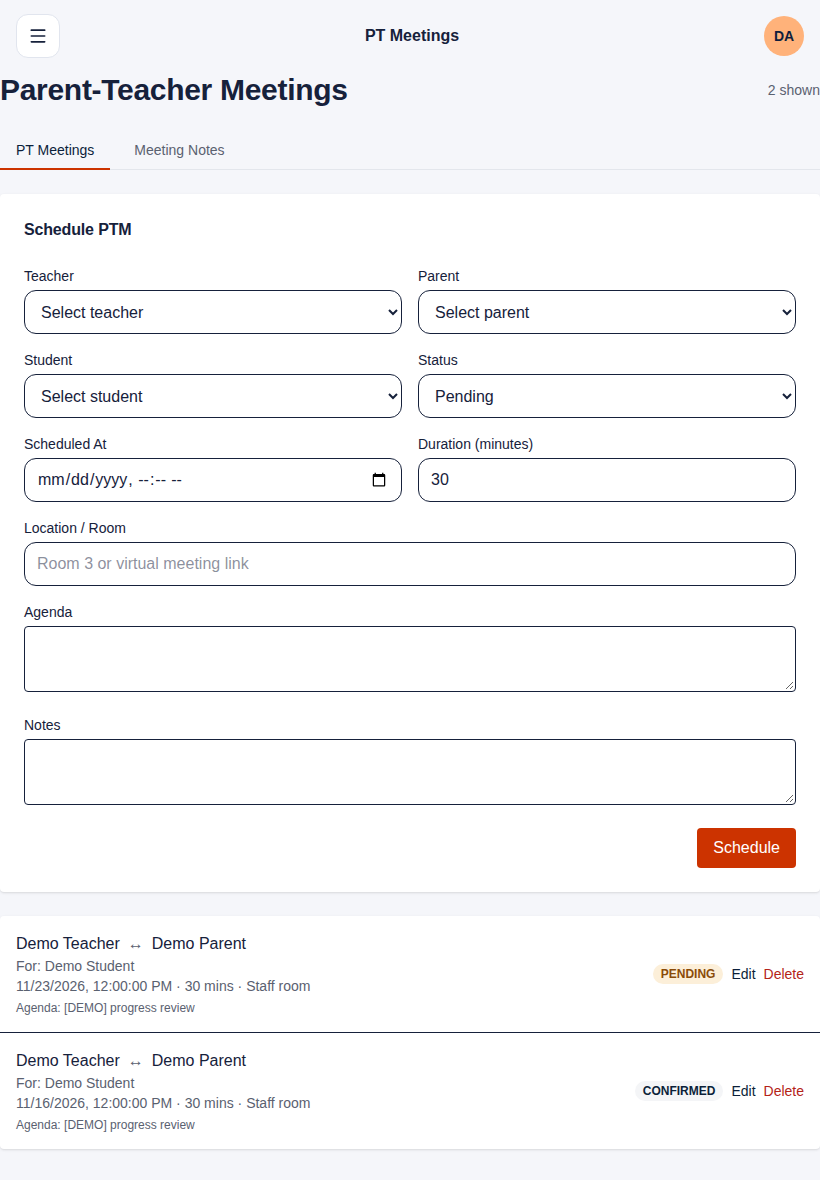 PT Meetings
DA
Parent-Teacher Meetings
2 shown
PT Meetings
Meeting Notes
Schedule PTM
Teacher
Parent
Select teacher
Select parent
Student
Status
Select student
Pending
Scheduled At
Duration (minutes)
mm/dd/yyyy, --:-- --
30
Location / Room
Room 3 or virtual meeting link
Agenda
Notes
Schedule
Demo Teacher ↔ Demo Parent
For: Demo Student
11/23/2026, 12:00:00 PM · 30 mins · Staff room
Agenda: [DEMO] progress review
PENDING Edit Delete
Demo Teacher ↔ Demo Parent
For: Demo Student
11/16/2026, 12:00:00 PM · 30 mins · Staff room
Agenda: [DEMO] progress review
CONFIRMED Edit Delete